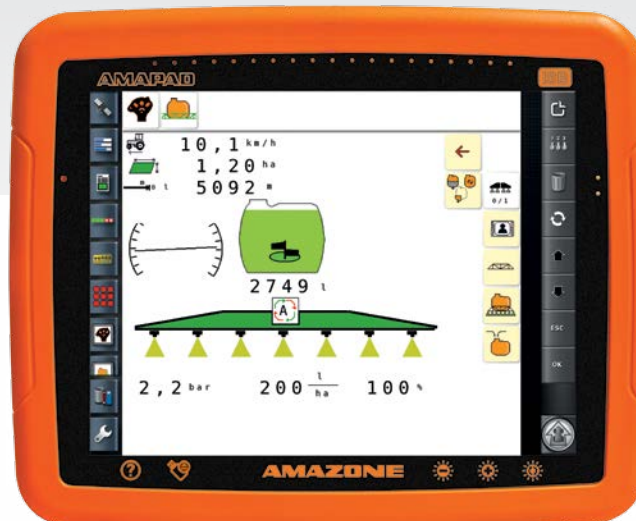 AMAPAD
10,1 km/h
1,20 ha
5092 m
0/1
2749 l
A
2,2 bar 200 l/ha 100 %
ESC
OK
?
AMAZONE